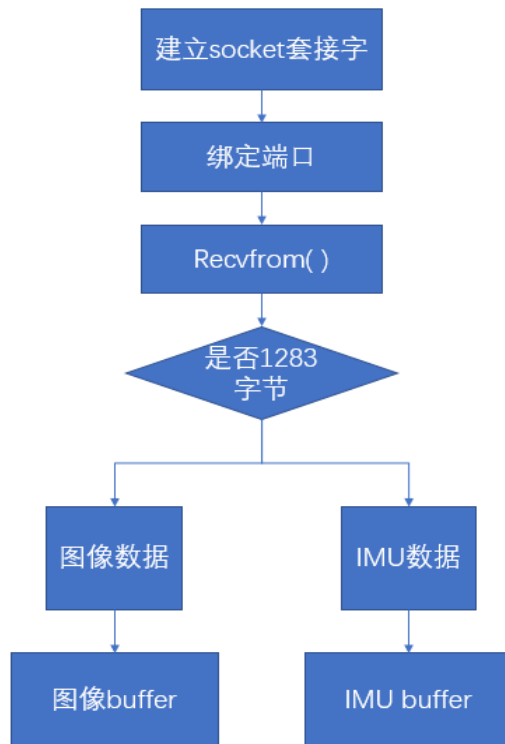 建立socket套接字
绑定端口
Recvfrom( )
是否1283
字节
图像数据
IMU数据
图像buffer
IMU buffer